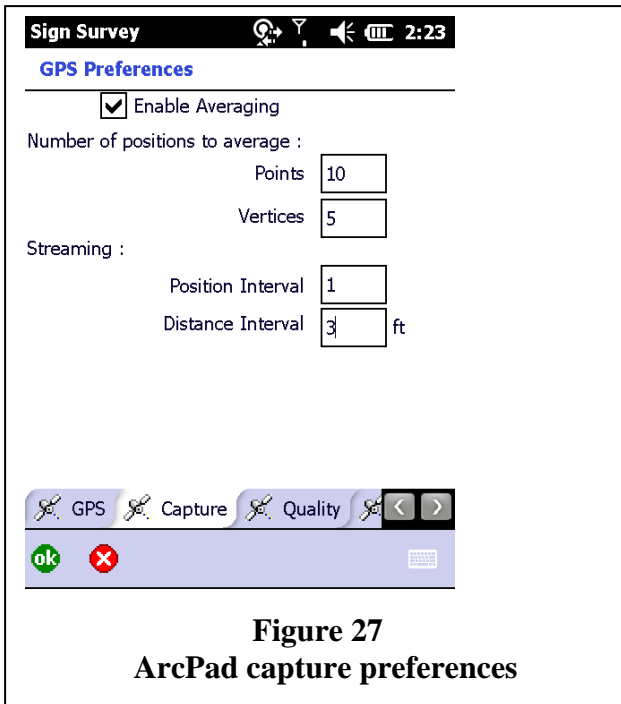 Sign Survey 2:23
GPS Preferences
Enable Averaging
Number of positions to average :
Points 10
Vertices 5
Streaming :
Position Interval 1
Distance Interval 3 ft
GPS Capture Quality
ok
Figure 27
ArcPad capture preferences